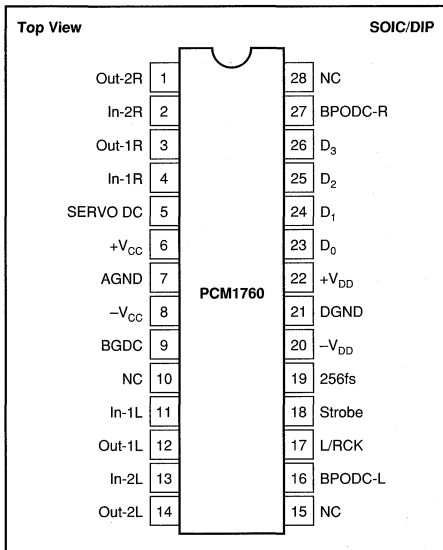 Top View SOIC/DIP
Out-2R 1 28 NC
In-2R 2 27 BPODC-R
Out-1R 3 26 D3
In-1R 4 25 D2
SERVO DC 5 24 D1
+VCC 6 23 D0
AGND 7 22 +VDD
PCM1760
–VCC 8 21 DGND
BGDC 9 20 –VDD
NC 10 19 256fs
In-1L 11 18 Strobe
Out-1L 12 17 L/RCK
In-2L 13 16 BPODC-L
Out-2L 14 15 NC